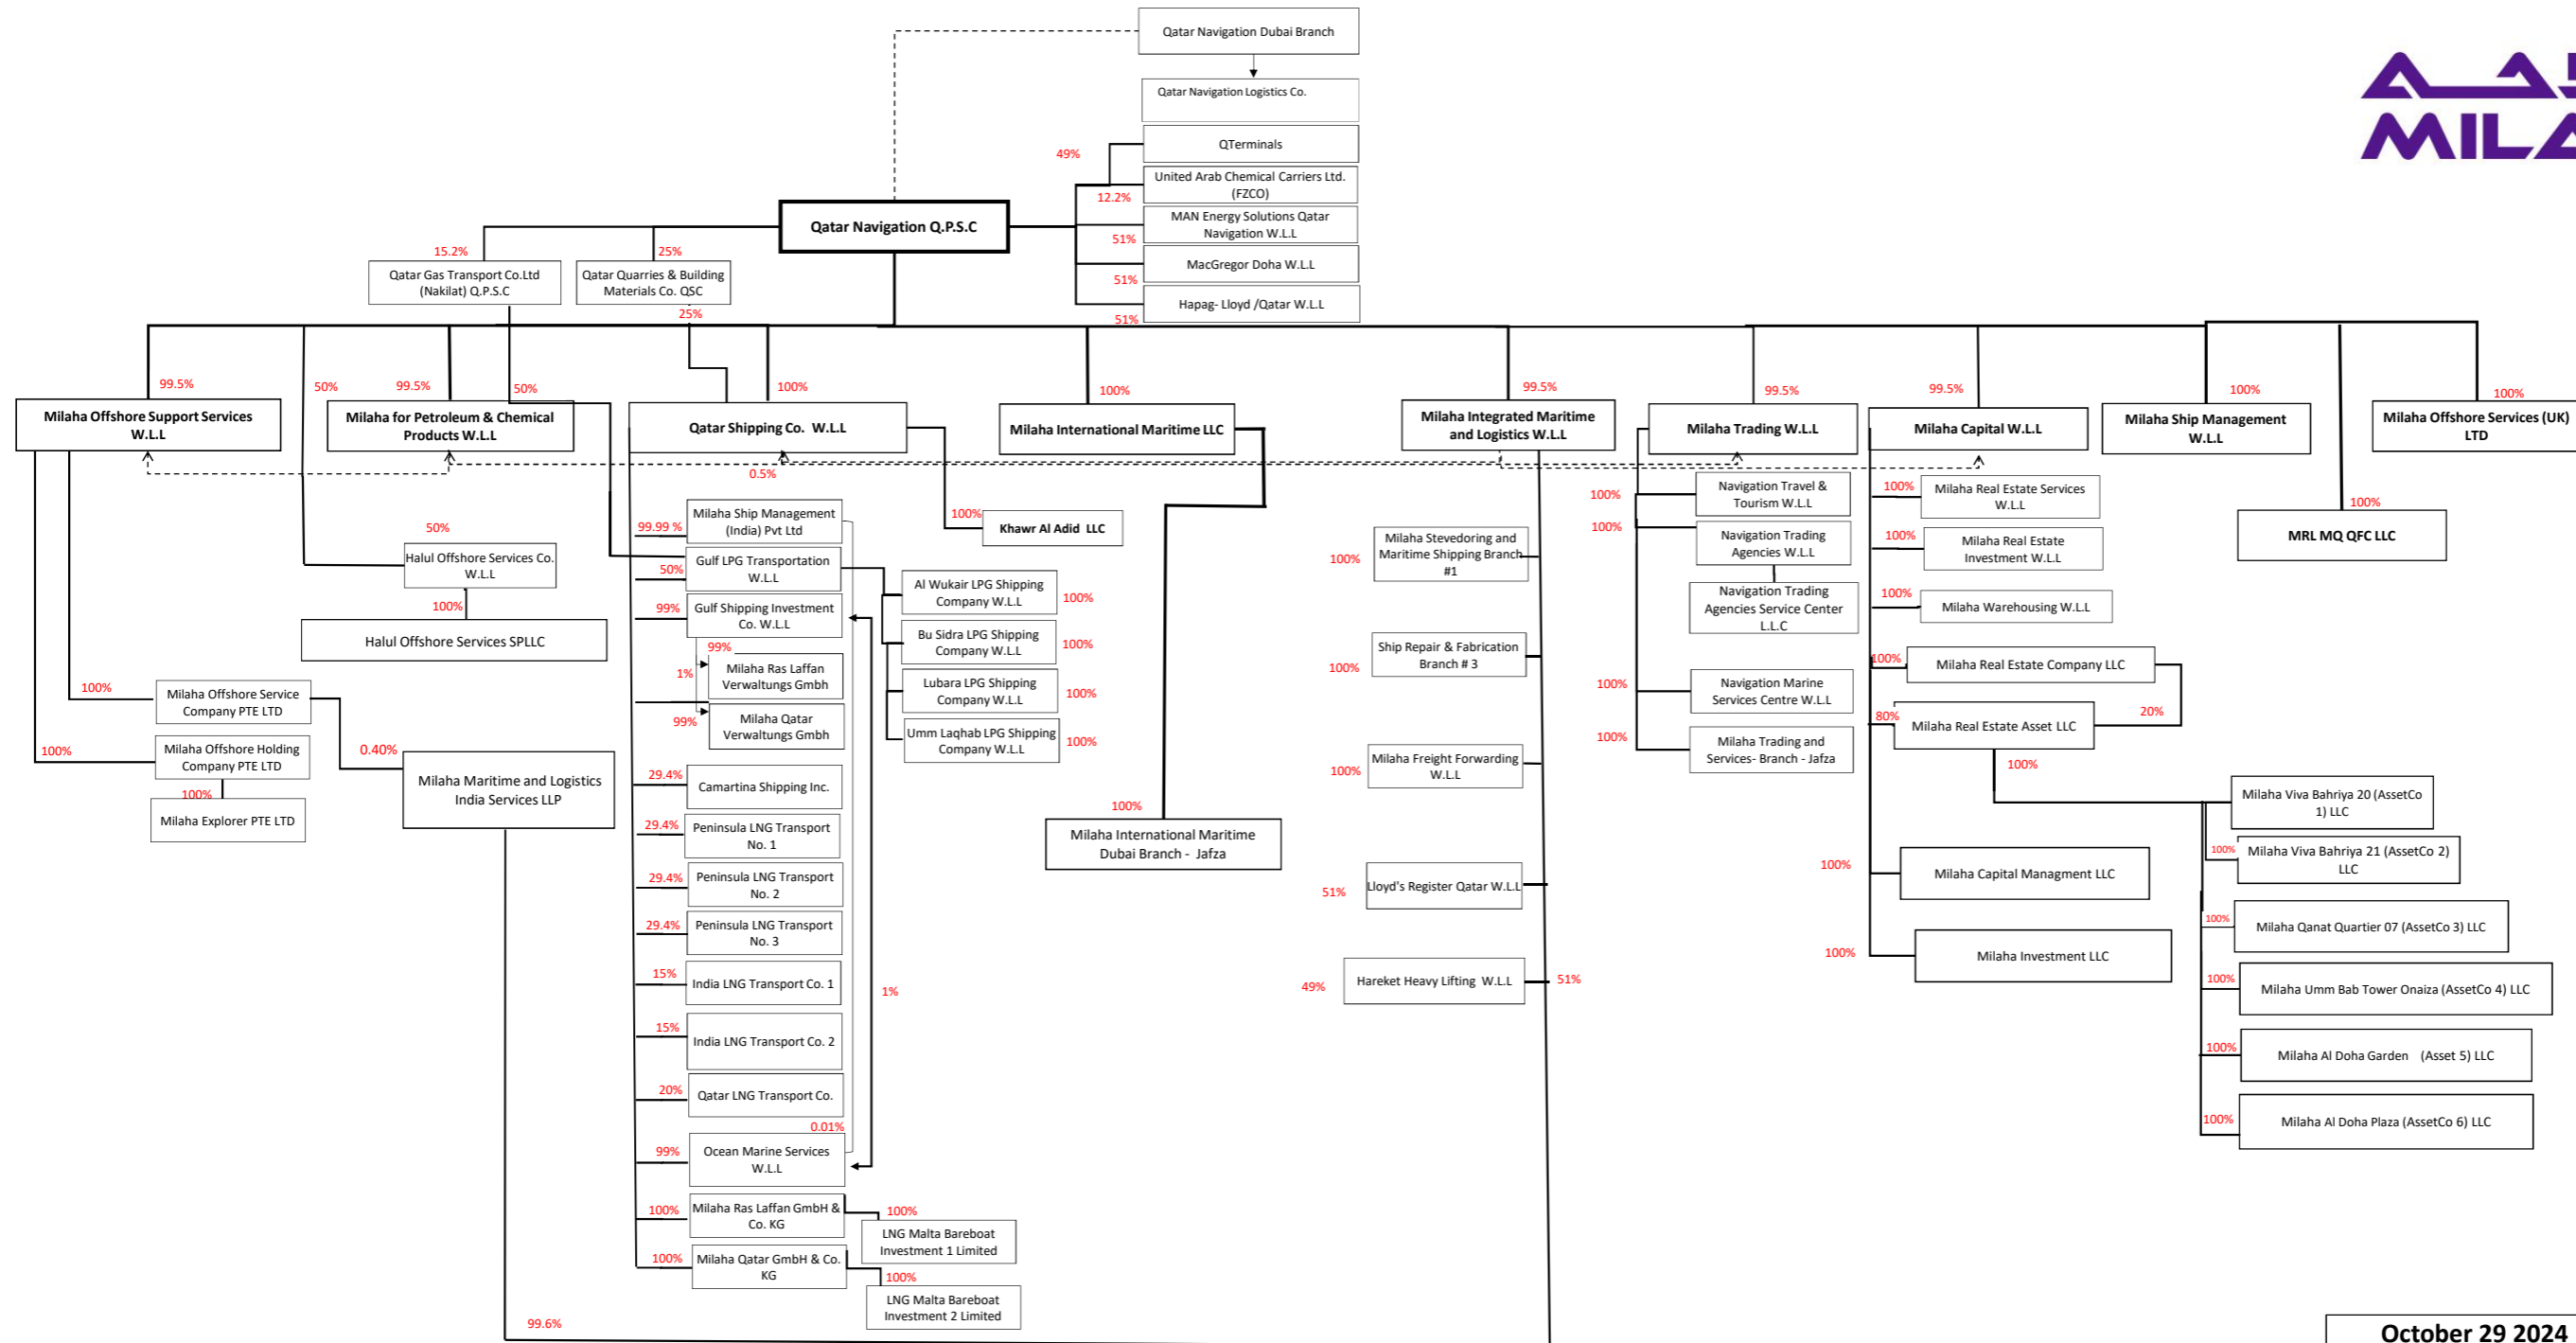 Qatar Navigation Dubai Branch
Qatar Navigation Logistics Co.
MILA
49%
QTerminals
12.2%
United Arab Chemical Carriers Ltd.
(FZCO)
Qatar Navigation Q.P.S.C
51%
MAN Energy Solutions Qatar
Navigation W.L.L
51%
MacGregor Doha W.L.L
51%
Hapag- Lloyd /Qatar W.L.L
15.2%
Qatar Gas Transport Co.Ltd
(Nakilat) Q.P.S.C
25%
Qatar Quarries & Building
Materials Co. QSC
25%
99.5%
50%
99.5%
50%
100%
100%
99.5%
99.5%
99.5%
100%
100%
Milaha Offshore Support Services
W.L.L
Milaha for Petroleum & Chemical
Products W.L.L
Qatar Shipping Co. W.L.L
Milaha International Maritime LLC
Milaha Integrated Maritime
and Logistics W.L.L
Milaha Trading W.L.L
Milaha Capital W.L.L
Milaha Ship Management
W.L.L
Milaha Offshore Services (UK)
LTD
0.5%
100%
MRL MQ QFC LLC
50%
Halul Offshore Services Co.
W.L.L
100%
Halul Offshore Services SPLLC
100%
Milaha Offshore Service
Company PTE LTD
100%
Milaha Offshore Holding
Company PTE LTD
100%
Milaha Explorer PTE LTD
0.40%
Milaha Maritime and Logistics
India Services LLP
99.6%
99.99 %
Milaha Ship Management
(India) Pvt Ltd
50%
Gulf LPG Transportation
W.L.L
99%
Gulf Shipping Investment
Co. W.L.L
99%
Milaha Ras Laffan
Verwaltungs Gmbh
1%
99%
Milaha Qatar
Verwaltungs Gmbh
29.4%
Camartina Shipping Inc.
29.4%
Peninsula LNG Transport
No. 1
29.4%
Peninsula LNG Transport
No. 2
29.4%
Peninsula LNG Transport
No. 3
15%
India LNG Transport Co. 1
1%
15%
India LNG Transport Co. 2
20%
Qatar LNG Transport Co.
0.01%
99%
Ocean Marine Services
W.L.L
100%
Milaha Ras Laffan GmbH &
Co. KG
100%
LNG Malta Bareboat
Investment 1 Limited
100%
Milaha Qatar GmbH & Co.
KG
100%
LNG Malta Bareboat
Investment 2 Limited
100%
Khawr Al Adid LLC
Al Wukair LPG Shipping
Company W.L.L
100%
Bu Sidra LPG Shipping
Company W.L.L
100%
Lubara LPG Shipping
Company W.L.L
100%
Umm Laqhab LPG Shipping
Company W.L.L
100%
100%
Milaha International Maritime
Dubai Branch - Jafza
100%
Milaha Stevedoring and
Maritime Shipping Branch
#1
100%
Ship Repair & Fabrication
Branch # 3
100%
Milaha Freight Forwarding
W.L.L
51%
Lloyd's Register Qatar W.L.L
49%
Hareket Heavy Lifting W.L.L
51%
100%
Navigation Travel &
Tourism W.L.L
100%
Navigation Trading
Agencies W.L.L
Navigation Trading
Agencies Service Center
L.L.C
100%
Navigation Marine
Services Centre W.L.L
100%
Milaha Trading and
Services- Branch - Jafza
100%
Milaha Real Estate Services
W.L.L
100%
Milaha Real Estate
Investment W.L.L
100%
Milaha Warehousing W.L.L
100%
Milaha Real Estate Company LLC
80%
Milaha Real Estate Asset LLC
20%
100%
100%
Milaha Capital Managment LLC
100%
Milaha Investment LLC
Milaha Viva Bahriya 20 (AssetCo
1) LLC
100%
Milaha Viva Bahriya 21 (AssetCo 2)
LLC
100%
Milaha Qanat Quartier 07 (AssetCo 3) LLC
100%
Milaha Umm Bab Tower Onaiza (AssetCo 4) LLC
100%
Milaha Al Doha Garden (Asset 5) LLC
100%
Milaha Al Doha Plaza (AssetCo 6) LLC
October 29 2024